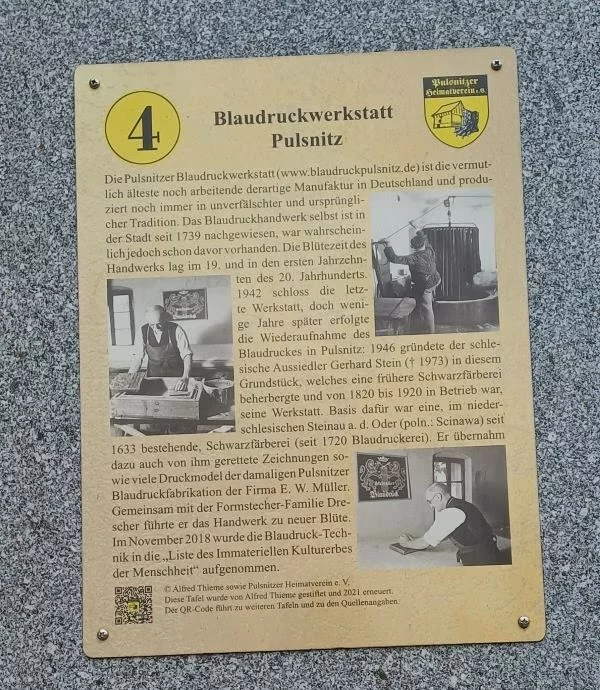 4
Blaudruckwerkstatt
Pulsnitz
Pulsnitzer
Heimatverein e.V.
Die Pulsnitzer Blaudruckwerkstatt (www.blaudruckpulsnitz.de) ist die vermut-
lich älteste noch arbeitende derartige Manufaktur in Deutschland und produ-
ziert noch immer in unverfälschter und ursprüngli-
cher Tradition. Das Blaudruckhandwerk selbst ist in
der Stadt seit 1739 nachgewiesen, war wahrschein-
lich jedoch schon davor vorhanden. Die Blütezeit des
Handwerks lag im 19. und in den ersten Jahrzehn-
ten des 20. Jahrhunderts.
1942 schloss die letz-
te Werkstatt, doch weni-
ge Jahre später erfolgte
die Wiederaufnahme des
Blaudruckes in Pulsnitz: 1946 gründete der schle-
sische Aussiedler Gerhard Stein († 1973) in diesem
Grundstück, welches eine frühere Schwarzfärberei
beherbergte und von 1820 bis 1920 in Betrieb war,
seine Werkstatt. Basis dafür war eine, im nieder-
schlesischen Steinau a. d. Oder (poln.: Scinawa) seit
1633 bestehende, Schwarzfärberei (seit 1720 Blaudruckerei). Er übernahm
dazu auch von ihm gerettete Zeichnungen so-
wie viele Druckmodel der damaligen Pulsnitzer
Blaudruckfabrikation der Firma E. W. Müller.
Gemeinsam mit der Formstecher-Familie Dre-
scher führte er das Handwerk zu neuer Blüte.
Im November 2018 wurde die Blaudruck-Tech-
nik in die „Liste des Immateriellen Kulturerbes
der Menschheit“ aufgenommen.
Blaudruck
© Alfred Thieme sowie Pulsnitzer Heimatverein e. V.
Diese Tafel wurde von Alfred Thieme gestiftet und 2021 erneuert.
Der QR-Code führt zu weiteren Tafeln und zu den Quellenangaben.